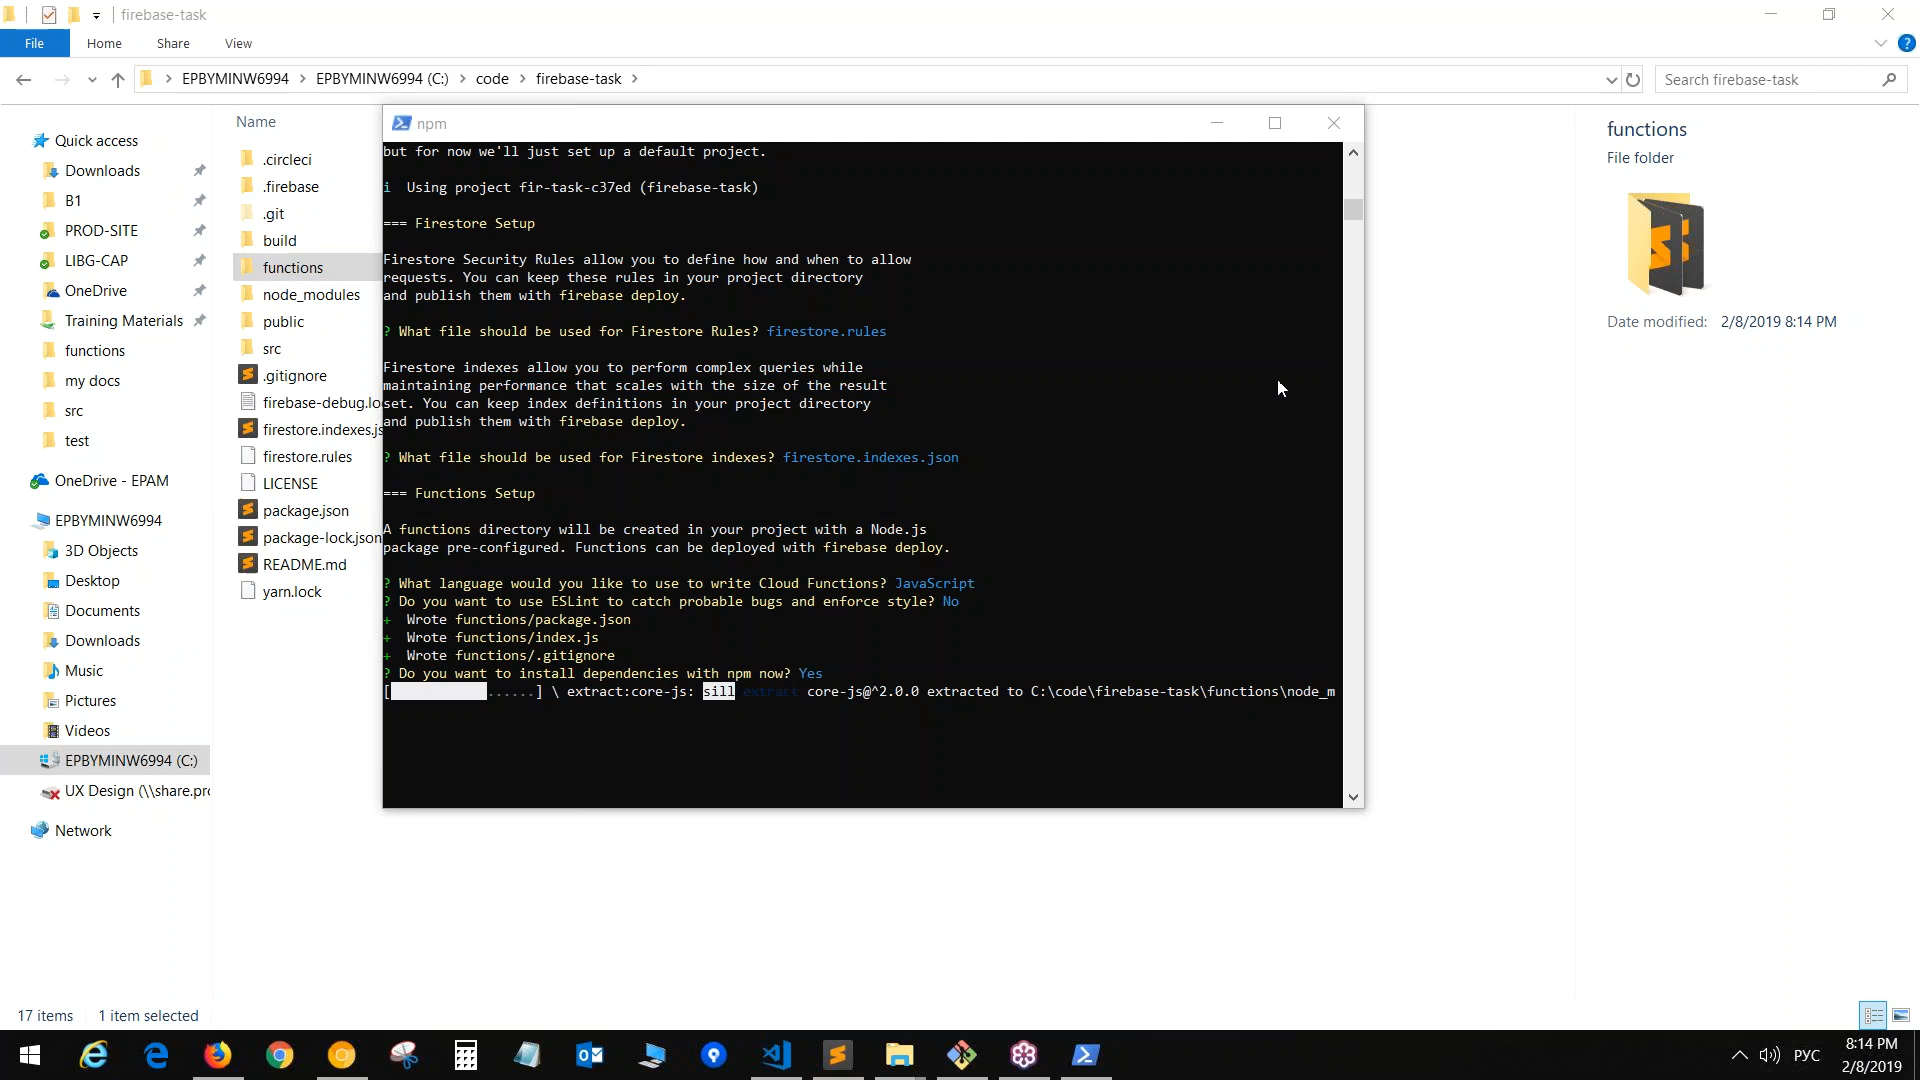 firebase-task
File
Home
Share
View
EPBYMINW6994
EPBYMINW6994 (C:)
code
firebase-task
Search firebase-task
Quick access
Downloads
B1
PROD-SITE
LIBG-CAP
OneDrive
Training Materials
functions
my docs
src
test
OneDrive - EPAM
EPBYMINW6994
3D Objects
Desktop
Documents
Downloads
Music
Pictures
Videos
EPBYMINW6994 (C:)
UX Design (\\share.pro
Network
Name
.circleci
.firebase
.git
build
functions
node_modules
public
src
.gitignore
firebase-debug.lo
firestore.indexes.js
firestore.rules
LICENSE
package.json
package-lock.json
README.md
yarn.lock
npm
but for now we'll just set up a default project.
i Using project fir-task-c37ed (firebase-task)
=== Firestore Setup
Firestore Security Rules allow you to define how and when to allow
requests. You can keep these rules in your project directory
and publish them with firebase deploy.
? What file should be used for Firestore Rules? firestore.rules
Firestore indexes allow you to perform complex queries while
maintaining performance that scales with the size of the result
set. You can keep index definitions in your project directory
and publish them with firebase deploy.
? What file should be used for Firestore indexes? firestore.indexes.json
=== Functions Setup
A functions directory will be created in your project with a Node.js
package pre-configured. Functions can be deployed with firebase deploy.
? What language would you like to use to write Cloud Functions? JavaScript
? Do you want to use ESLint to catch probable bugs and enforce style? No
+ Wrote functions/package.json
+ Wrote functions/index.js
+ Wrote functions/.gitignore
? Do you want to install dependencies with npm now? Yes
[ ......] \ extract:core-js: sill extract core-js@^2.0.0 extracted to C:\code\firebase-task\functions\node_m
functions
File folder
Date modified: 2/8/2019 8:14 PM
17 items
1 item selected
РУС
8:14 PM
2/8/2019